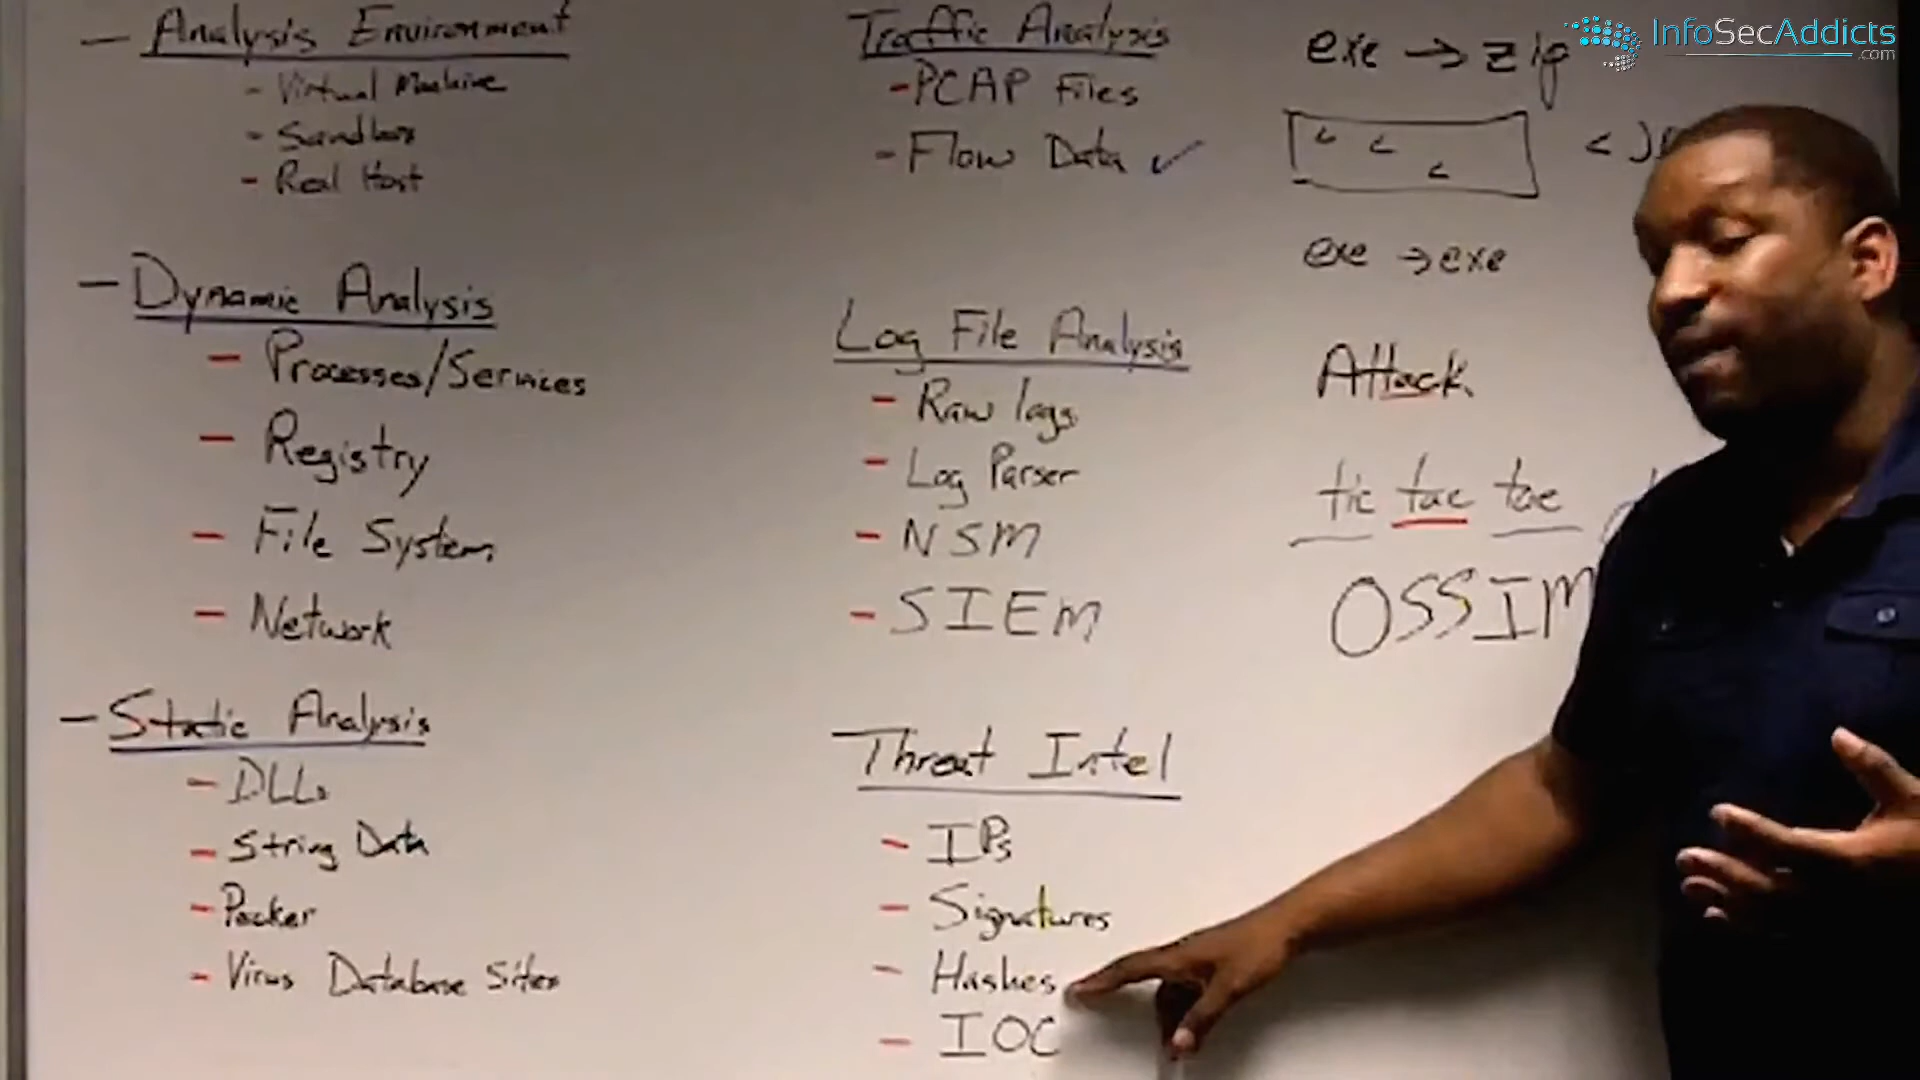 - Analysis Environment
- Virtual Machine
- Sandbox
- Real Host
- Dynamic Analysis
- Processes/Services
- Registry
- File System
- Network
- Static Analysis
- DLLs
- String Data
- Packer
- Virus Database Sites
Traffic Analysis
- PCAP Files
- Flow Data ✓
Log File Analysis
- Raw logs
- Log Parser
- NSM
- SIEM
Threat Intel
- IPs
- Signatures
- Hashes
- IOC
exe → zip
< < <
exe → exe
Attack
tic tac toe
OSSIM
InfoSecAddicts
.com